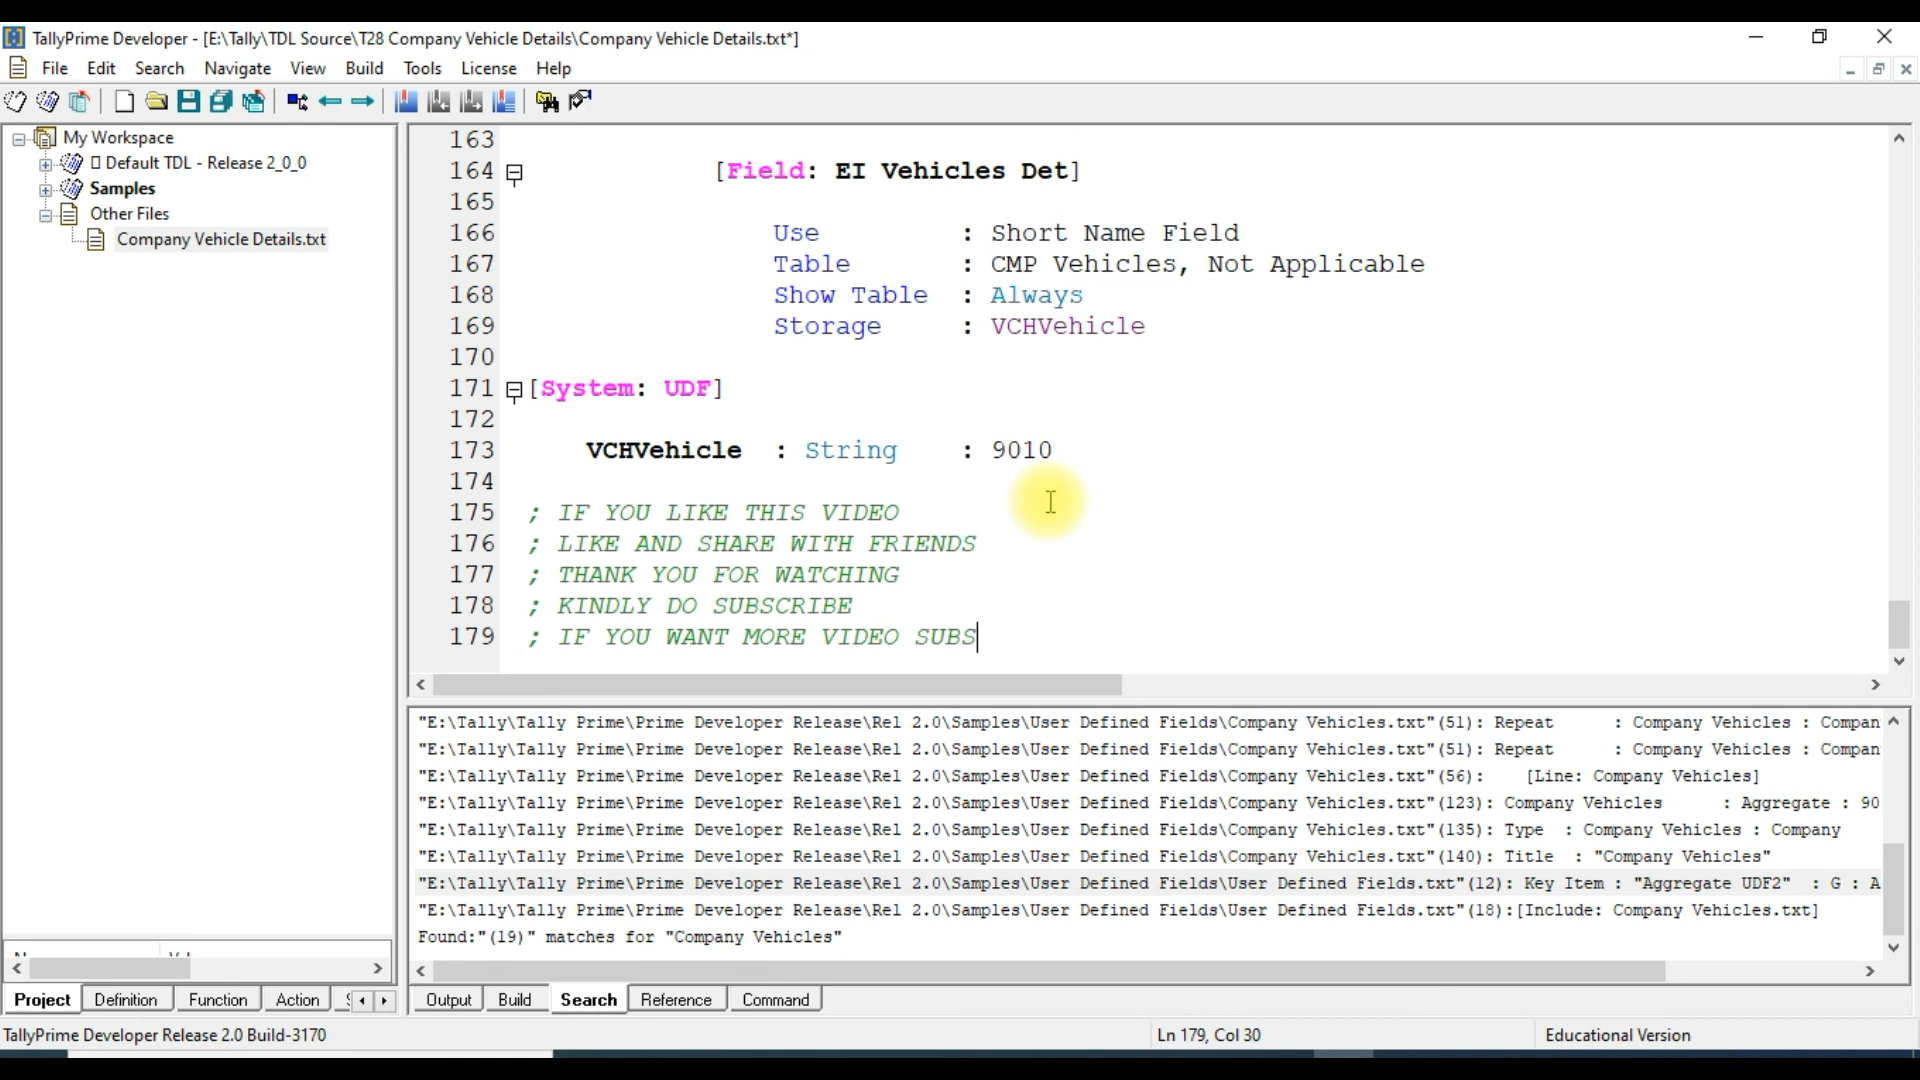 TallyPrime Developer - [E:\Tally\TDL Source\T28 Company Vehicle Details\Company Vehicle Details.txt*]
File Edit Search Navigate View Build Tools License Help
My Workspace
Default TDL - Release 2_0_0
Samples
Other Files
Company Vehicle Details.txt
163
164 [Field: EI Vehicles Det]
165
166 Use : Short Name Field
167 Table : CMP Vehicles, Not Applicable
168 Show Table : Always
169 Storage : VCHVehicle
170
171 [System: UDF]
172
173 VCHVehicle : String : 9010
174
175 ; IF YOU LIKE THIS VIDEO
176 ; LIKE AND SHARE WITH FRIENDS
177 ; THANK YOU FOR WATCHING
178 ; KINDLY DO SUBSCRIBE
179 ; IF YOU WANT MORE VIDEO SUBS
"E:\Tally\Tally Prime\Prime Developer Release\Rel 2.0\Samples\User Defined Fields\Company Vehicles.txt"(51): Repeat : Company Vehicles : Compan
"E:\Tally\Tally Prime\Prime Developer Release\Rel 2.0\Samples\User Defined Fields\Company Vehicles.txt"(51): Repeat : Company Vehicles : Compan
"E:\Tally\Tally Prime\Prime Developer Release\Rel 2.0\Samples\User Defined Fields\Company Vehicles.txt"(56): [Line: Company Vehicles]
"E:\Tally\Tally Prime\Prime Developer Release\Rel 2.0\Samples\User Defined Fields\Company Vehicles.txt"(123): Company Vehicles : Aggregate : 90
"E:\Tally\Tally Prime\Prime Developer Release\Rel 2.0\Samples\User Defined Fields\Company Vehicles.txt"(135): Type : Company Vehicles : Company
"E:\Tally\Tally Prime\Prime Developer Release\Rel 2.0\Samples\User Defined Fields\Company Vehicles.txt"(140): Title : "Company Vehicles"
"E:\Tally\Tally Prime\Prime Developer Release\Rel 2.0\Samples\User Defined Fields\User Defined Fields.txt"(12): Key Item : "Aggregate UDF2" : G : A
"E:\Tally\Tally Prime\Prime Developer Release\Rel 2.0\Samples\User Defined Fields\User Defined Fields.txt"(18):[Include: Company Vehicles.txt]
Found:"(19)" matches for "Company Vehicles"
Project Definition Function Action
Output Build Search Reference Command
TallyPrime Developer Release 2.0 Build-3170
Ln 179, Col 30
Educational Version